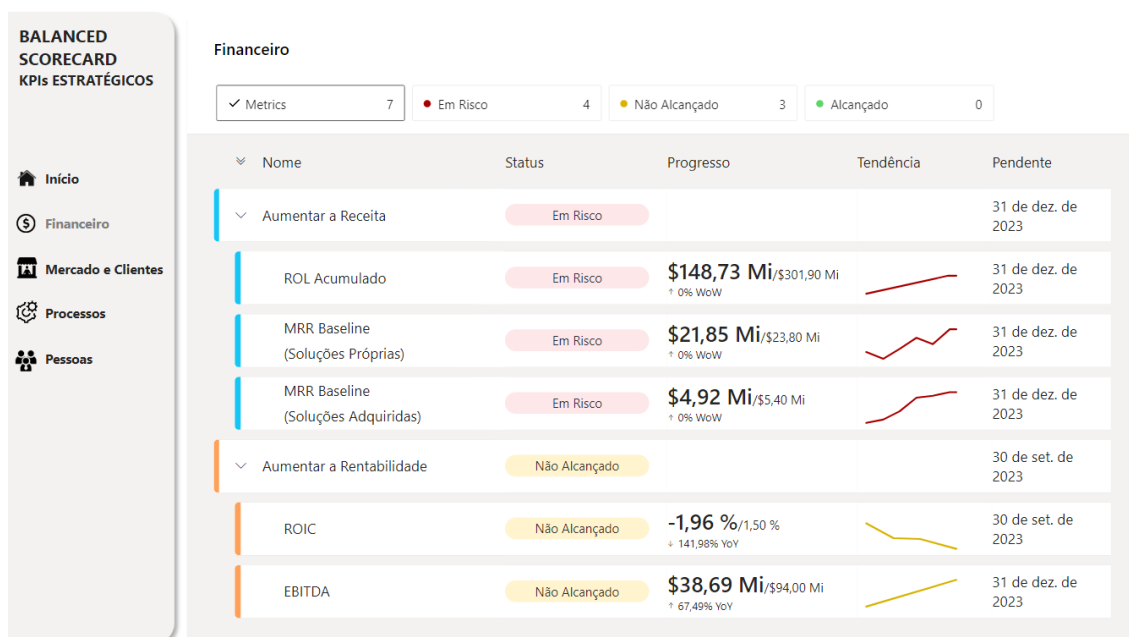 BALANCED
SCORECARD
KPIs ESTRATÉGICOS
Início
Financeiro
Mercado e Clientes
Processos
Pessoas
Financeiro
Metrics 7
Em Risco 4
Não Alcançado 3
Alcançado 0
Nome Status Progresso Tendência Pendente
Aumentar a Receita Em Risco 31 de dez. de
2023
ROL Acumulado Em Risco $148,73 Mi/$301,90 Mi 31 de dez. de
↑ 0% WoW 2023
MRR Baseline
(Soluções Próprias) Em Risco $21,85 Mi/$23,80 Mi 31 de dez. de
↑ 0% WoW 2023
MRR Baseline
(Soluções Adquiridas) Em Risco $4,92 Mi/$5,40 Mi 31 de dez. de
↑ 0% WoW 2023
Aumentar a Rentabilidade Não Alcançado 30 de set. de
2023
ROIC Não Alcançado -1,96 %/1,50 % 30 de set. de
↓ 141,98% YoY 2023
EBITDA Não Alcançado $38,69 Mi/$94,00 Mi 31 de dez. de
↑ 67,49% YoY 2023